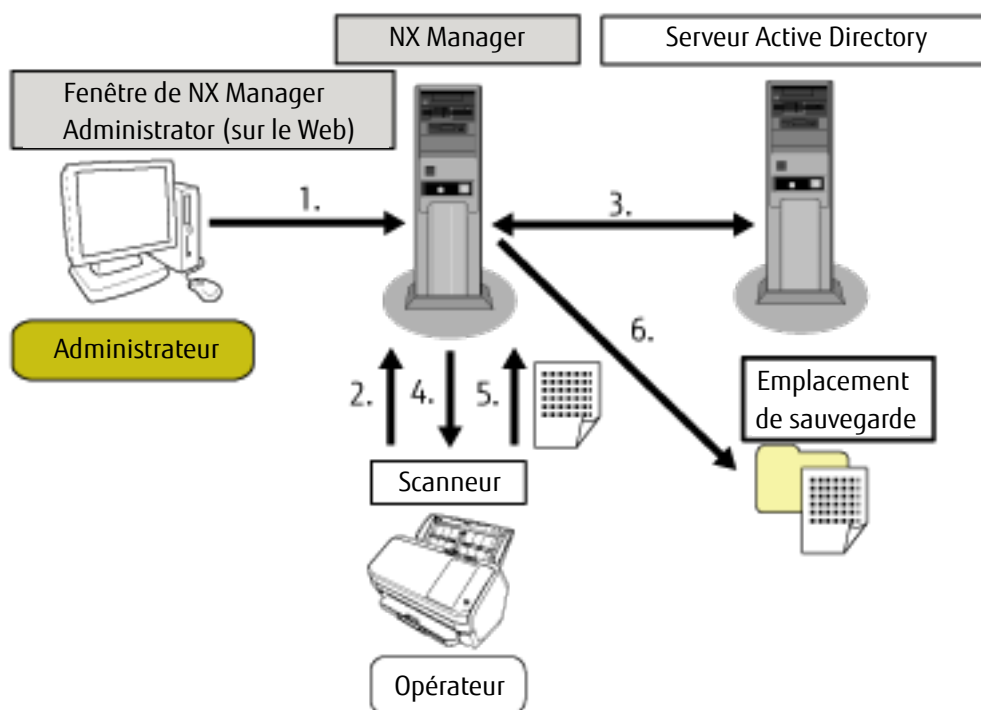 NX Manager
Serveur Active Directory
Fenêtre de NX Manager
Administrator (sur le Web)
1.
3.
Administrateur
6.
2.
4.
5.
Emplacement
de sauvegarde
Scanneur
Opérateur